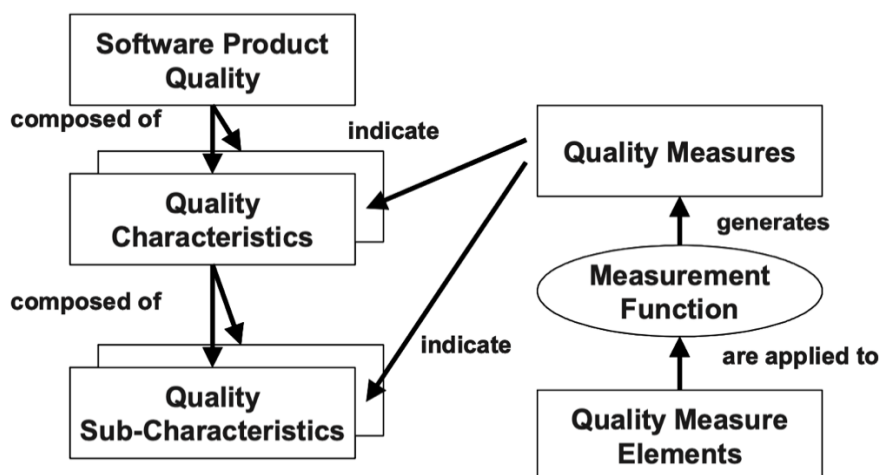 Software Product
Quality
composed of
indicate
Quality
Characteristics
composed of
Quality
Sub-Characteristics
indicate
Quality Measures
generates
Measurement
Function
are applied to
Quality Measure
Elements